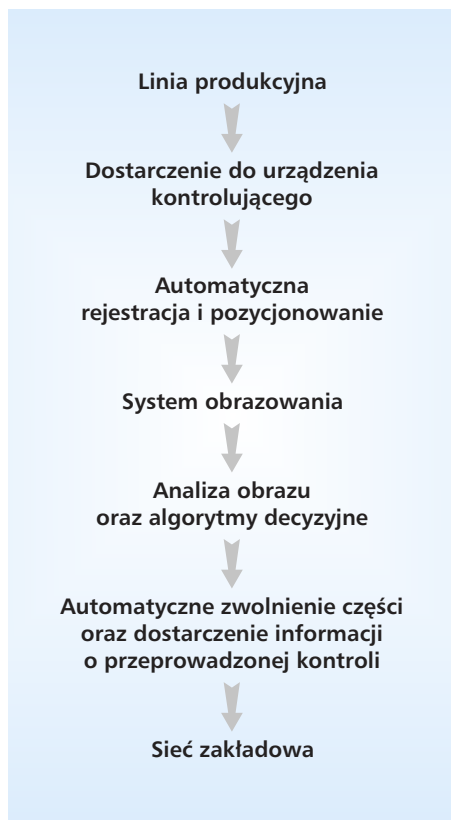 Linia produkcyjna
Dostarczenie do urządzenia
kontrolującego
Automatyczna
rejestracja i pozycjonowanie
System obrazowania
Analiza obrazu
oraz algorytmy decyzyjne
Automatyczne zwolnienie części
oraz dostarczenie informacji
o przeprowadzonej kontroli
Sieć zakładowa